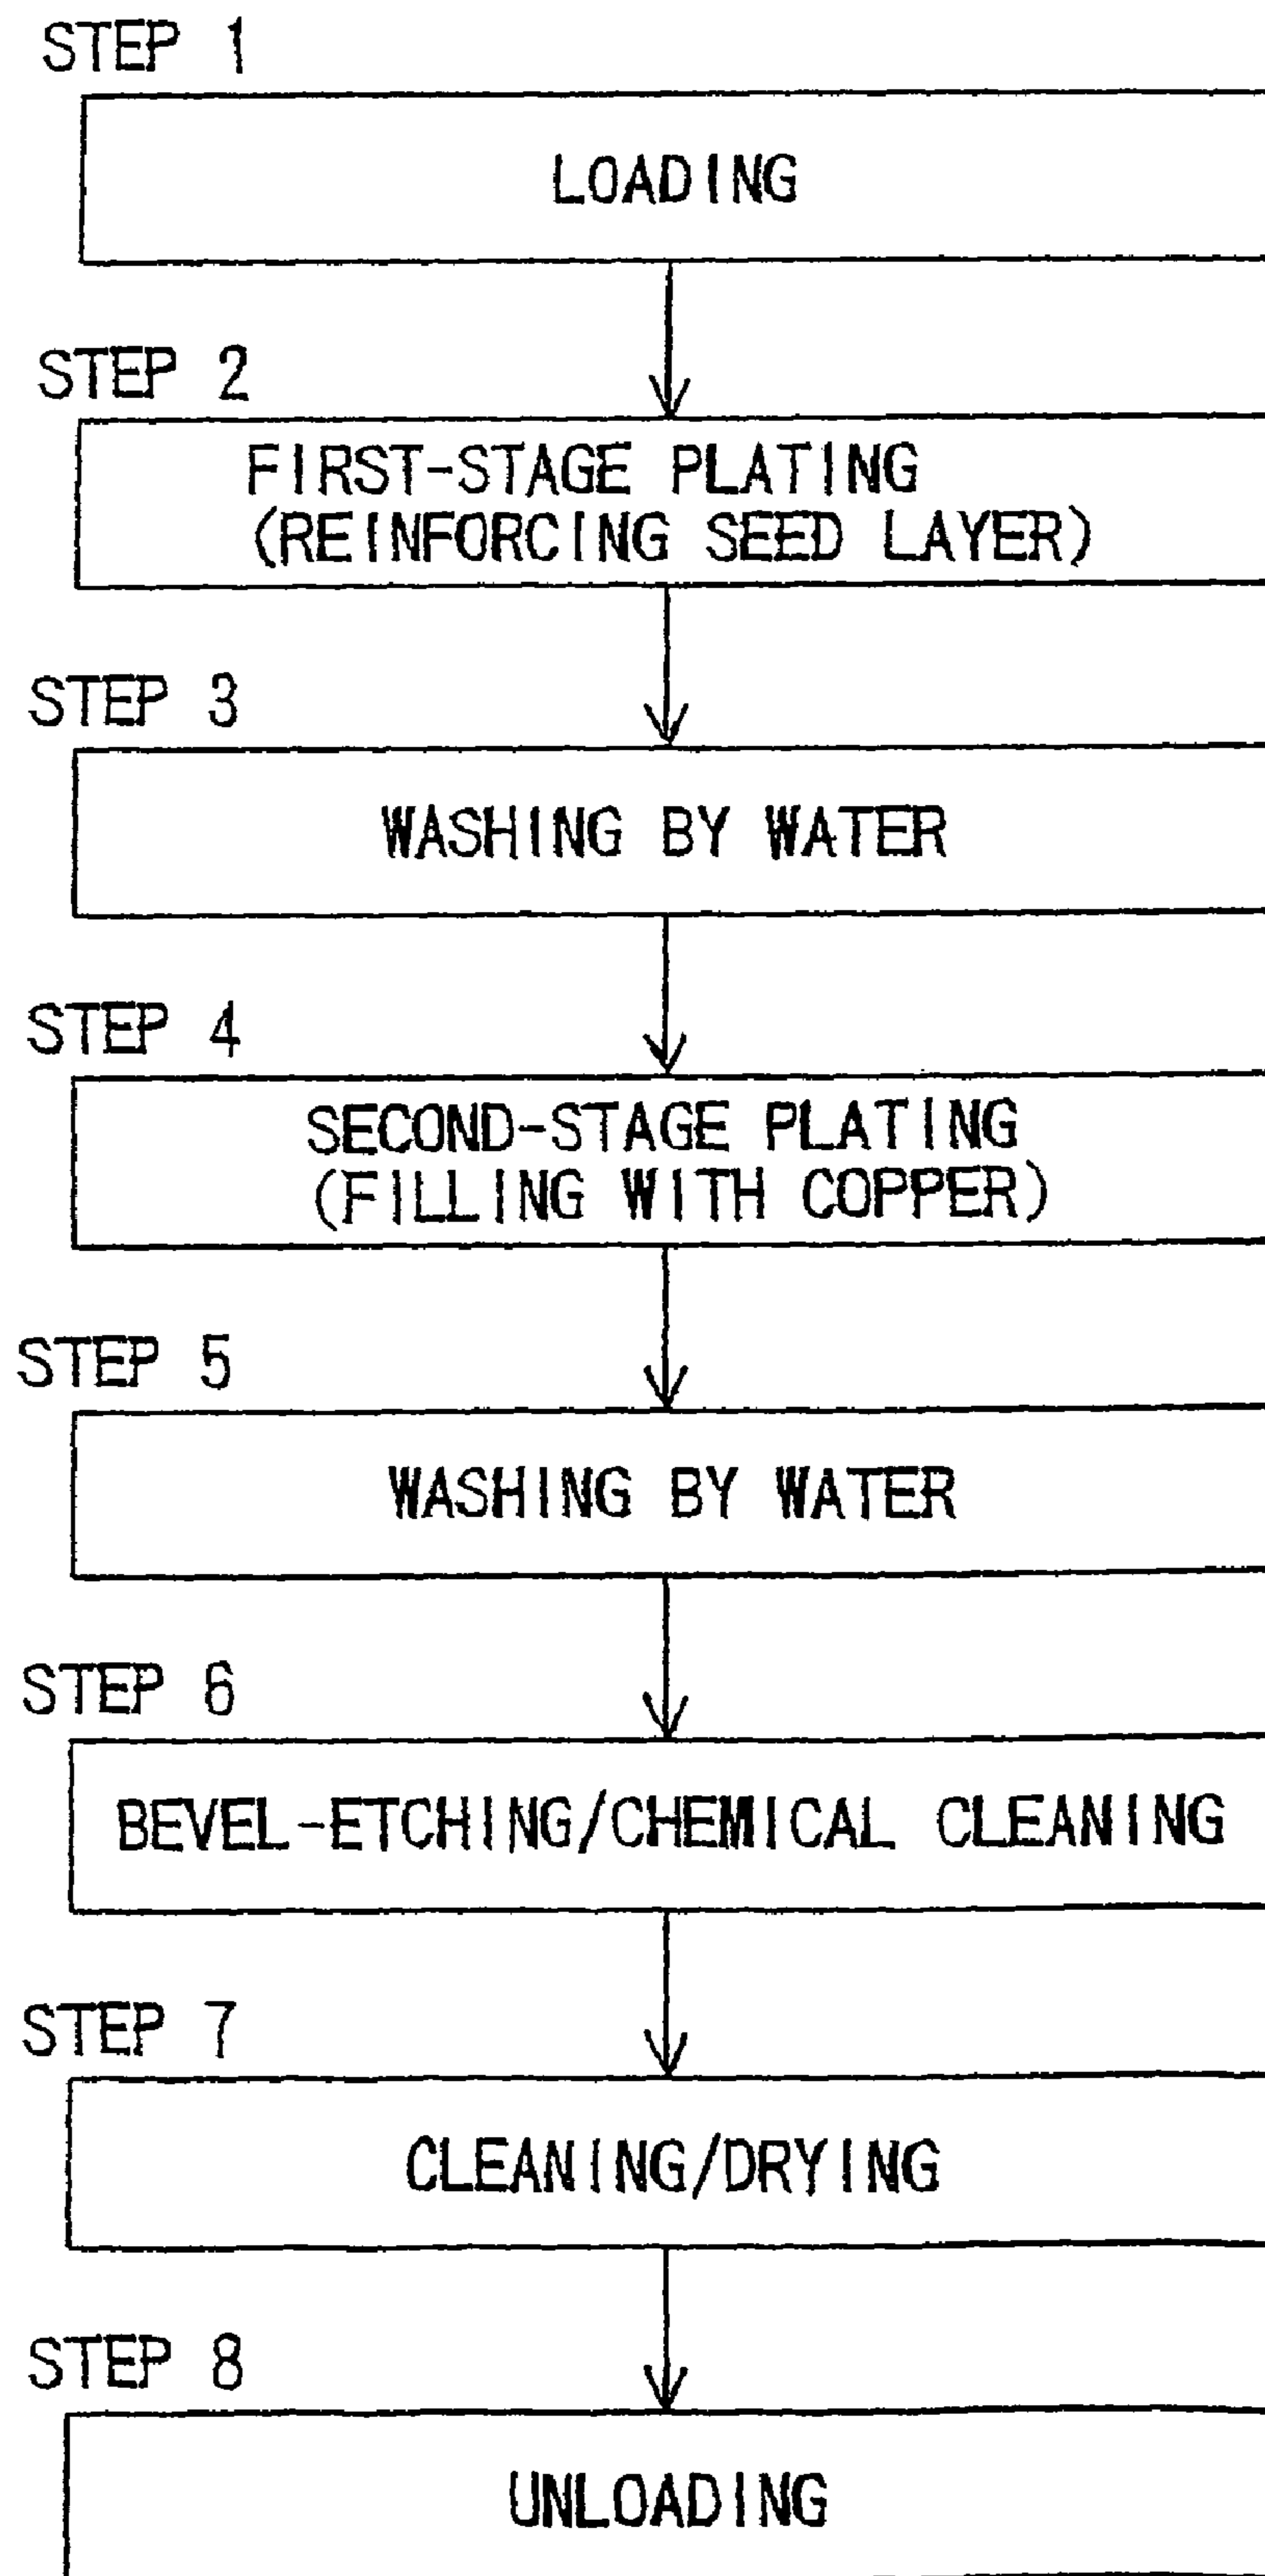 STEP 1
LOADING
STEP 2
FIRST-STAGE PLATING
(REINFORCING SEED LAYER)
STEP 3
WASHING BY WATER
STEP 4
SECOND-STAGE PLATING
(FILLING WITH COPPER)
STEP 5
WASHING BY WATER
STEP 6
BEVEL-ETCHING/CHEMICAL CLEANING
STEP 7
CLEANING/DRYING
STEP 8
UNLOADING